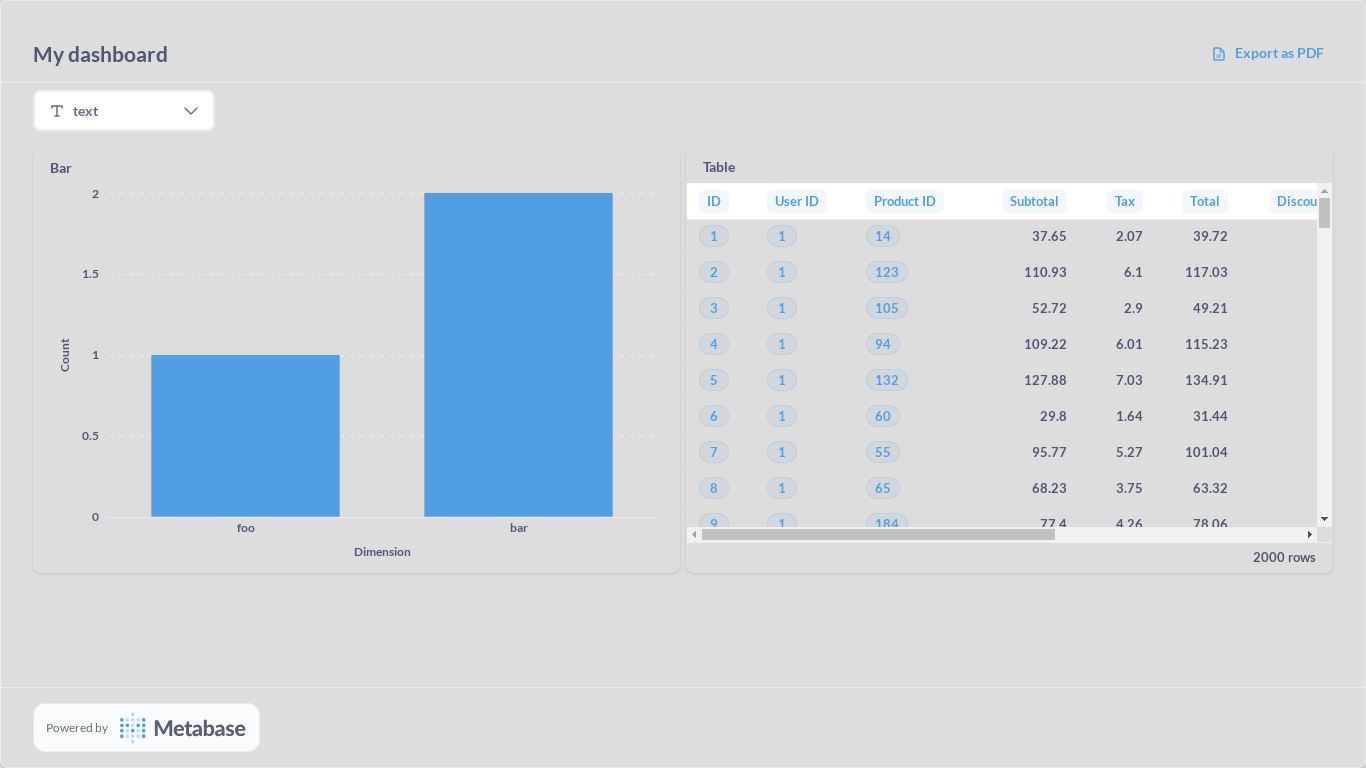 My dashboard
Export as PDF
text
Bar
2
1.5
1
0.5
0
Count
foo bar
Dimension
Table
ID User ID Product ID Subtotal Tax Total Discou
1 1 14 37.65 2.07 39.72
2 1 123 110.93 6.1 117.03
3 1 105 52.72 2.9 49.21
4 1 94 109.22 6.01 115.23
5 1 132 127.88 7.03 134.91
6 1 60 29.8 1.64 31.44
7 1 55 95.77 5.27 101.04
8 1 65 68.23 3.75 63.32
9 1 184 77.4 4.26 78.06
2000 rows
Powered by Metabase